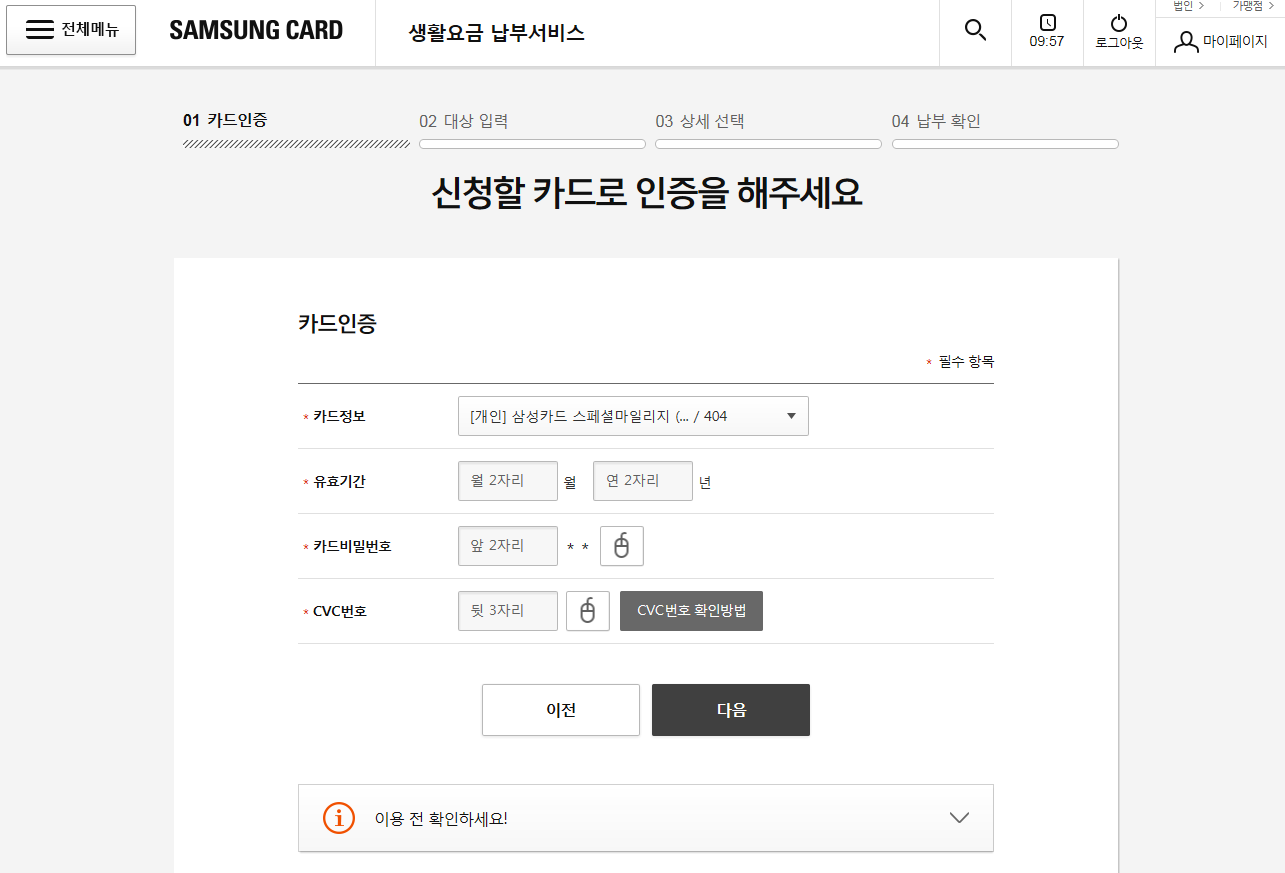 전체메뉴
SAMSUNG CARD
생활요금 납부서비스
09:57
로그아웃
법인 >
가맹점 >
마이페이지
01 카드인증
02 대상 입력
03 상세 선택
04 납부 확인
신청할 카드로 인증을 해주세요
카드인증
* 필수 항목
* 카드정보
[개인] 삼성카드 스페셜마일리지 (... / 404
* 유효기간
월 2자리 월 연 2자리 년
* 카드비밀번호
앞 2자리 * *
* CVC번호
뒷 3자리
CVC번호 확인방법
이전
다음
이용 전 확인하세요!